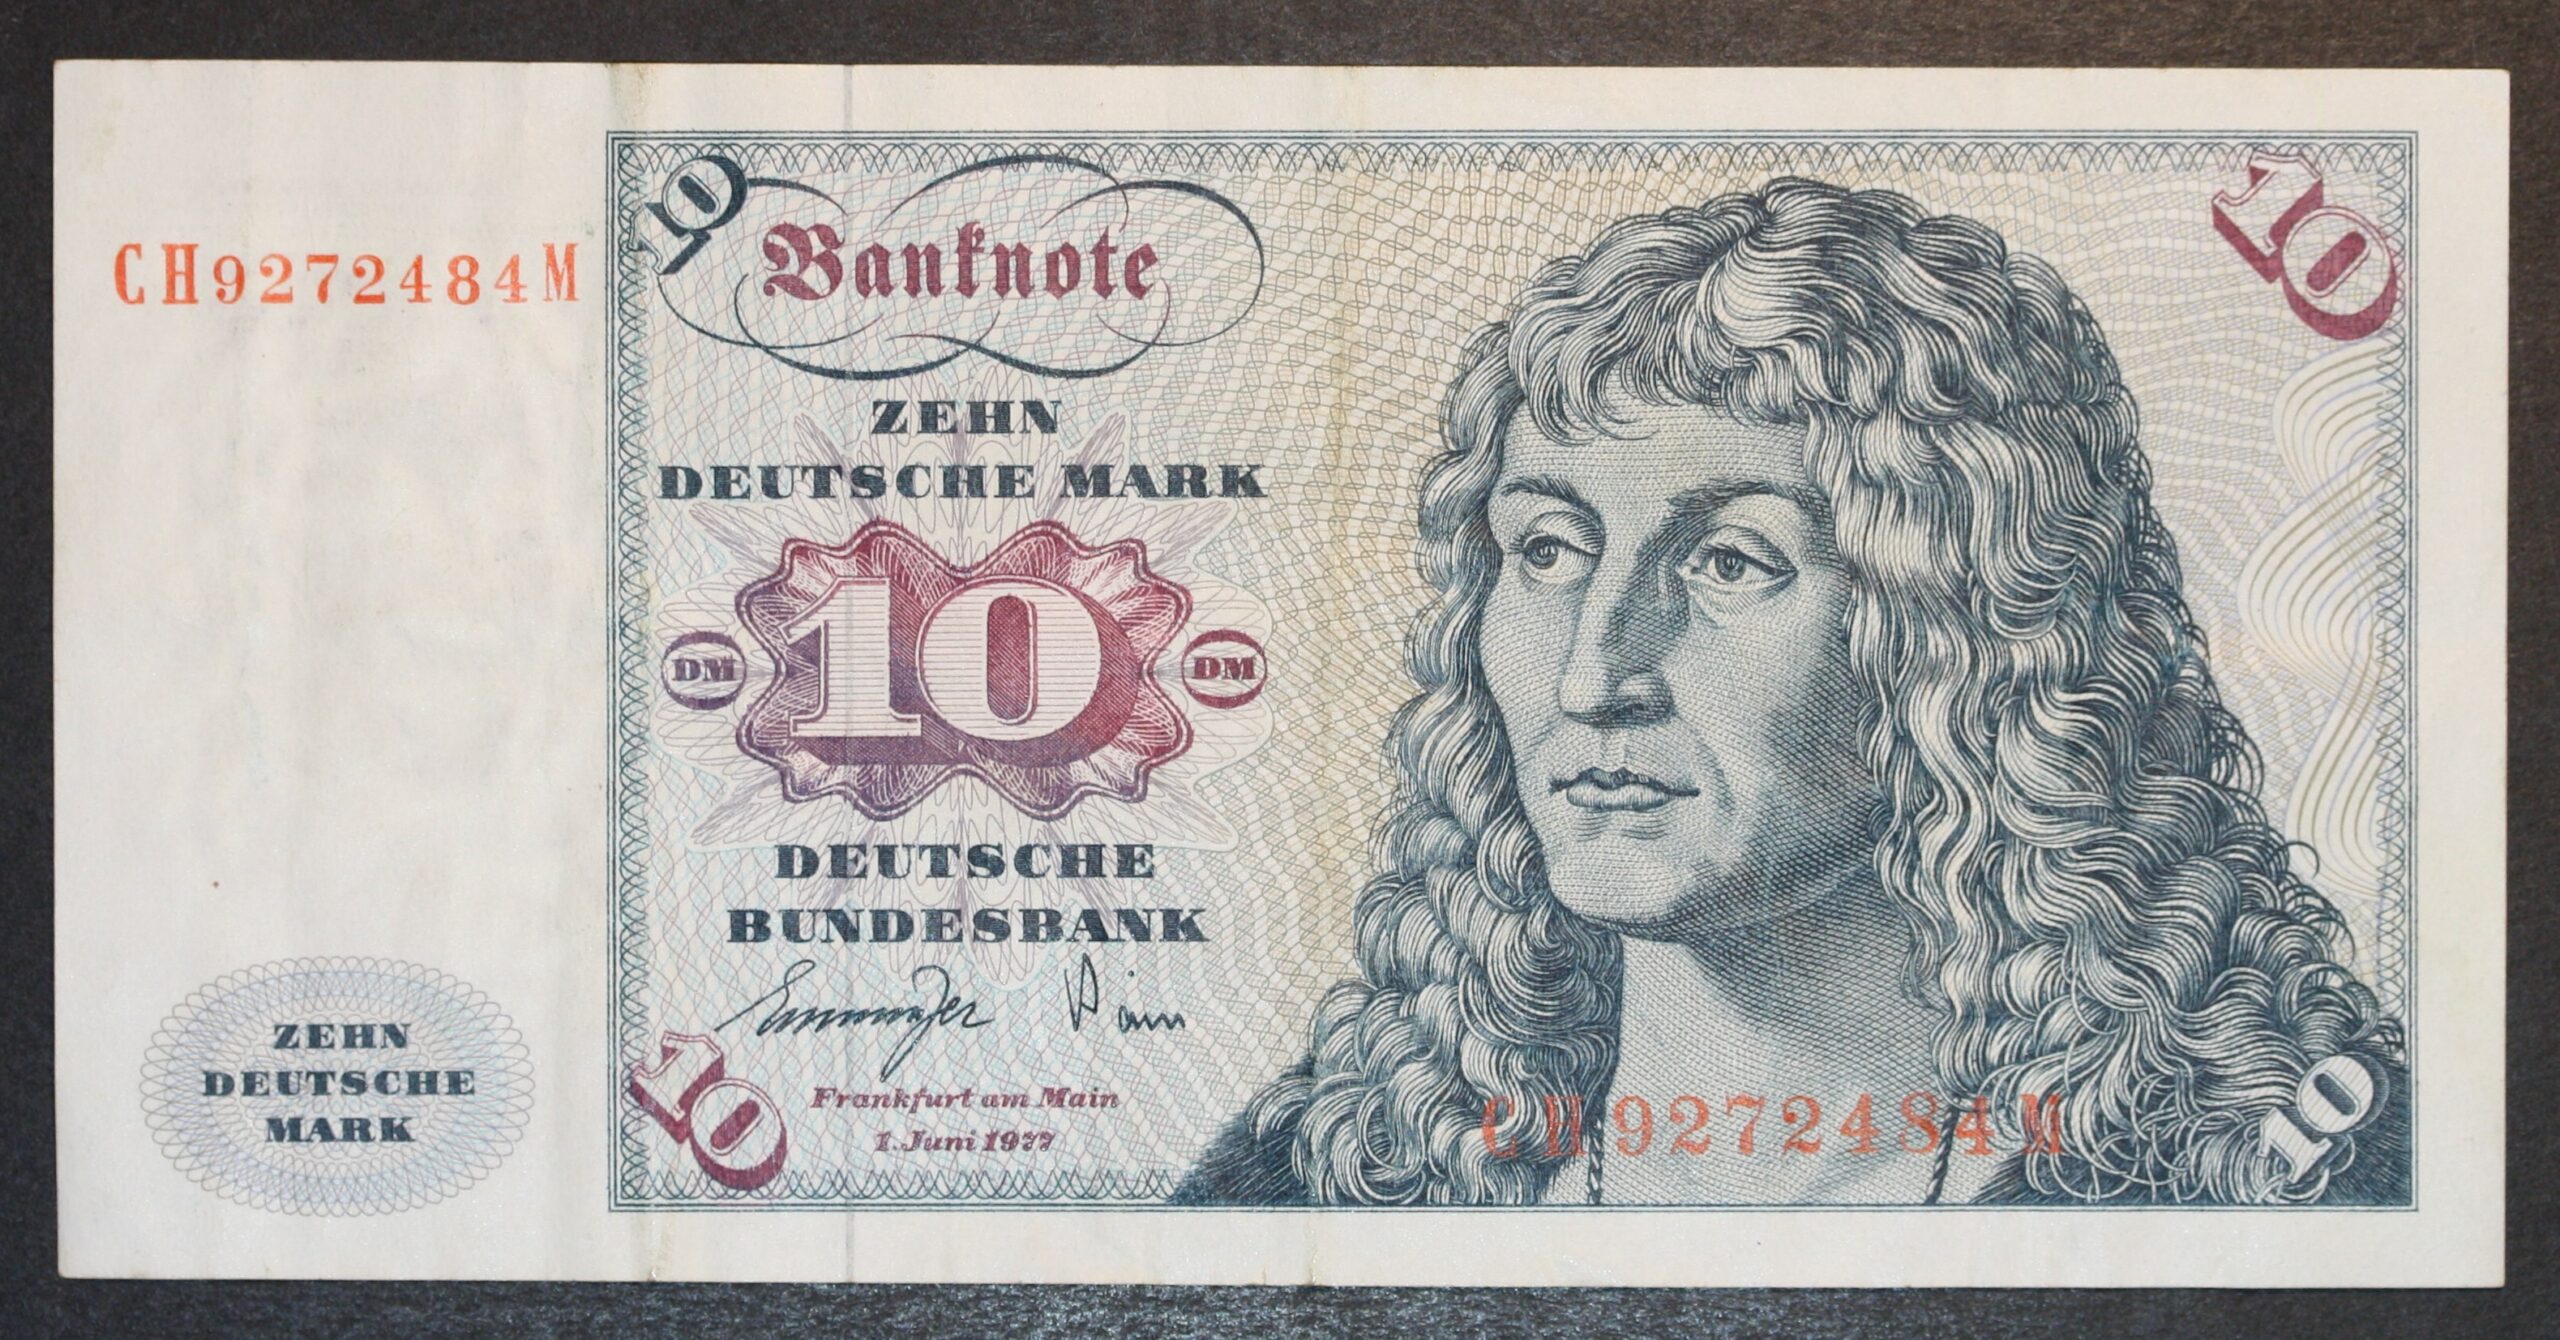 CH9272484M
10
Banknote
10
ZEHN
DEUTSCHE MARK
DM 10 DM
DEUTSCHE
BUNDESBANK
Frankfurt am Main
1. Juni 1977
10
ZEHN
DEUTSCHE
MARK
CH9272484M
10